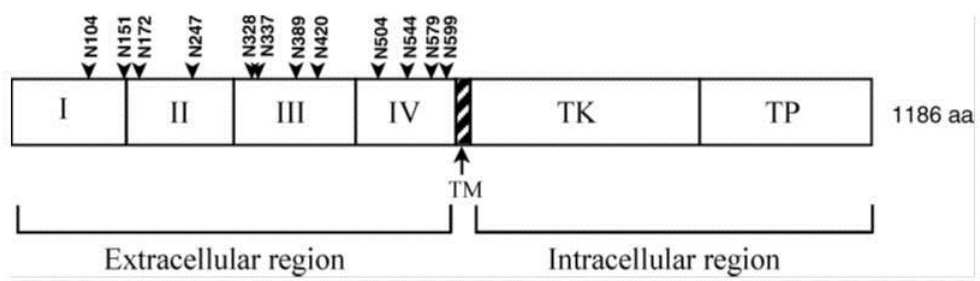 N104 N151 N172 N247 N328 N337 N389 N420 N504 N544 N579 N599
I II III IV TK TP 1186 aa
TM
Extracellular region Intracellular region